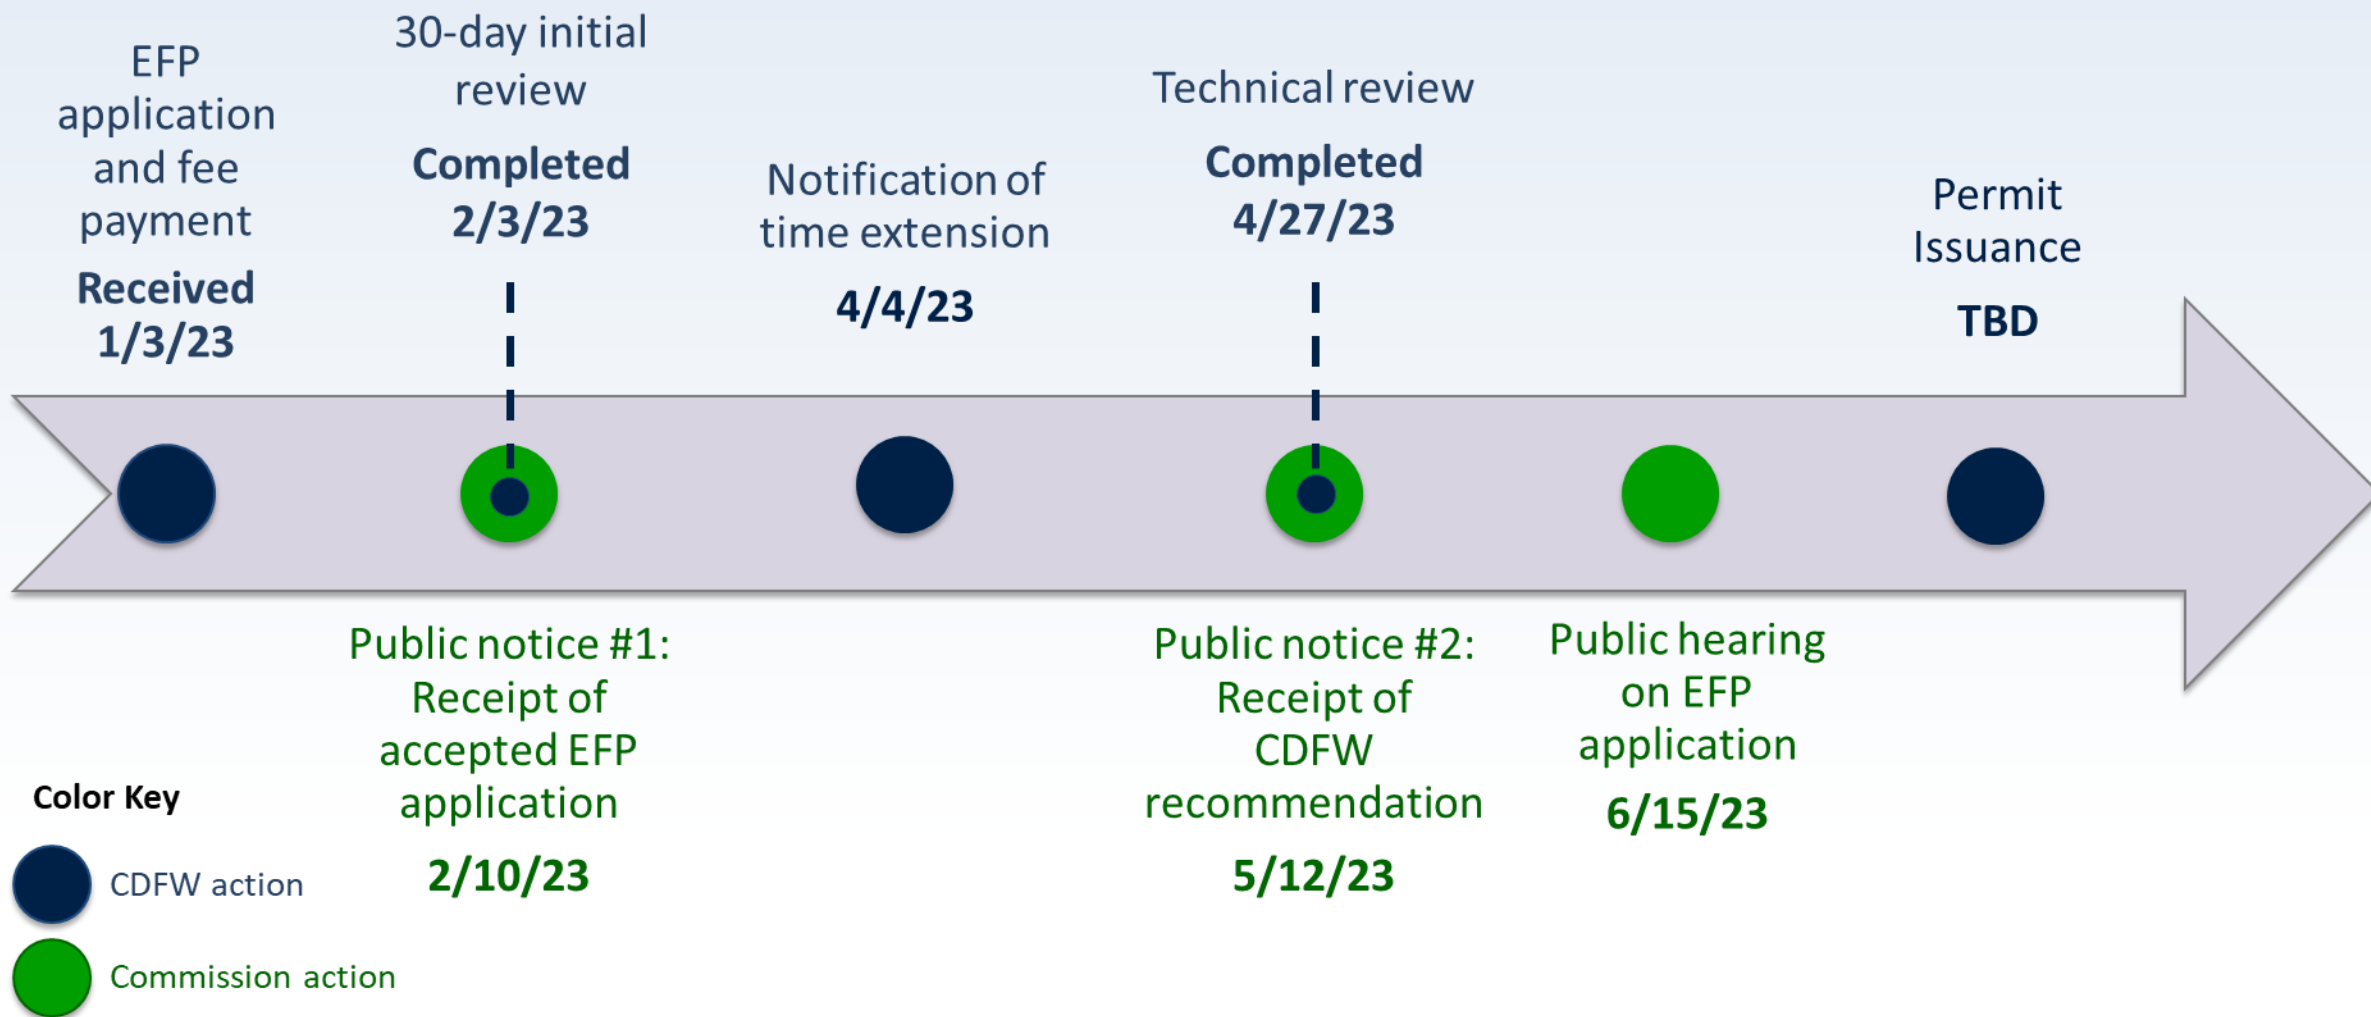 EFP
application
and fee
payment
Received
1/3/23
30-day initial
review
Completed
2/3/23
Notification of
time extension
4/4/23
Technical review
Completed
4/27/23
Permit
Issuance
TBD
Public notice #1:
Receipt of
accepted EFP
application
2/10/23
Public notice #2:
Receipt of
CDFW
recommendation
5/12/23
Public hearing
on EFP
application
6/15/23
Color Key
CDFW action
Commission action